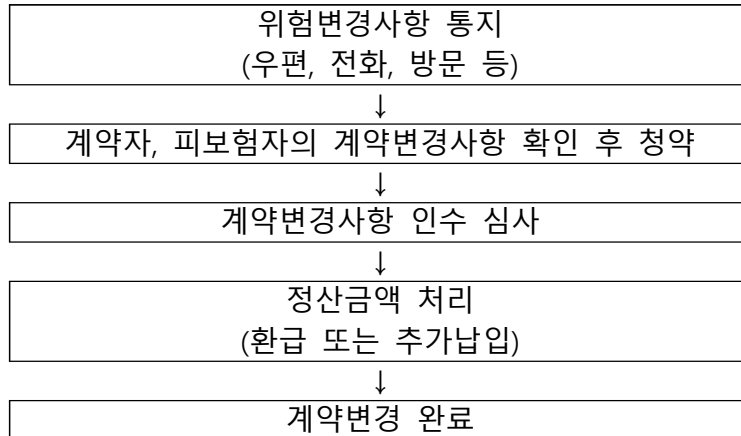 위험변경사항 통지
(우편, 전화, 방문 등)
↓
계약자, 피보험자의 계약변경사항 확인 후 청약
↓
계약변경사항 인수 심사
↓
정산금액 처리
(환급 또는 추가납입)
↓
계약변경 완료